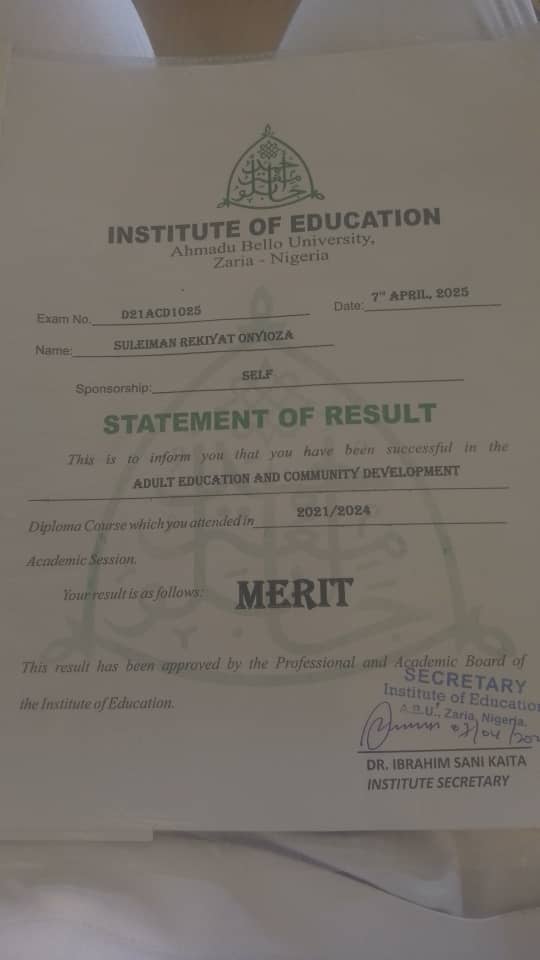 INSTITUTE OF EDUCATION
Ahmadu Bello University,
Zaria - Nigeria
Exam No. D21ACD1025
Date: 7TH APRIL, 2025
Name: SULEIMAN REKIYAT ONYIOZA
Sponsorship: SELF
STATEMENT OF RESULT
This is to inform you that you have been successful in the
ADULT EDUCATION AND COMMUNITY DEVELOPMENT
Diploma Course which you attended in 2021/2024
Academic Session.
Your result is as follows: MERIT
This result has been approved by the Professional and Academic Board of
the Institute of Education.
SECRETARY
Institute of Education
A.B.U., Zaria, Nigeria.
DR. IBRAHIM SANI KAITA
INSTITUTE SECRETARY